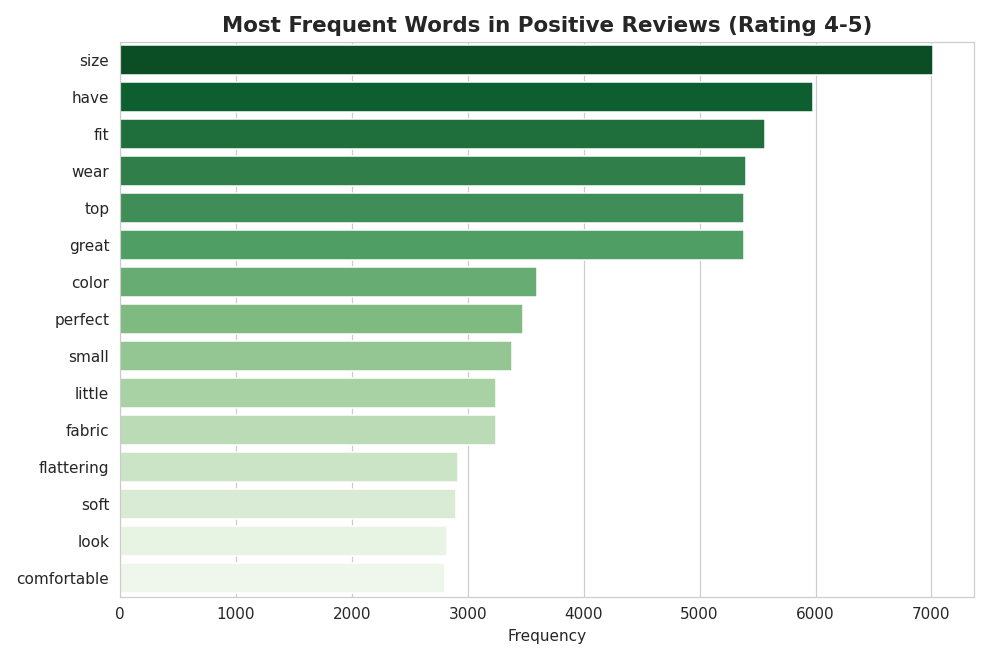 Most Frequent Words in Positive Reviews (Rating 4-5)
size
have
fit
wear
top
great
color
perfect
small
little
fabric
flattering
soft
look
comfortable
0 1000 2000 3000 4000 5000 6000 7000
Frequency